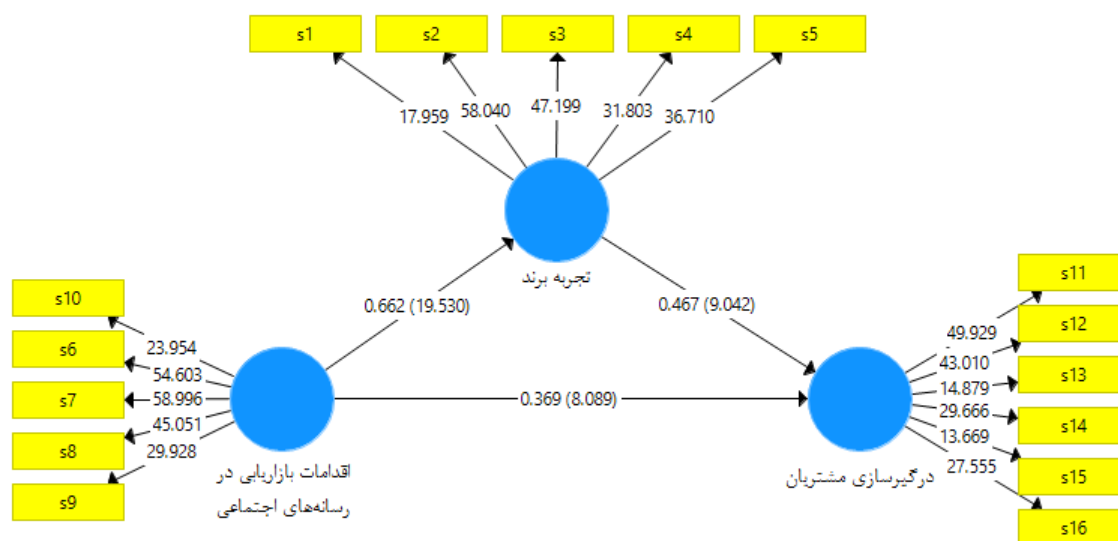 s1
s2
s3
s4
s5
17.959
58.040
47.199
31.803
36.710
تجربه برند
0.662 (19.530)
0.467 (9.042)
0.369 (8.089)
s10
s6
s7
s8
s9
23.954
54.603
58.996
45.051
29.928
اقدامات بازاریابی در
رسانه‌های اجتماعی
s11
s12
s13
s14
s15
s16
49.929
43.010
14.879
29.666
13.669
27.555
درگیرسازی مشتریان